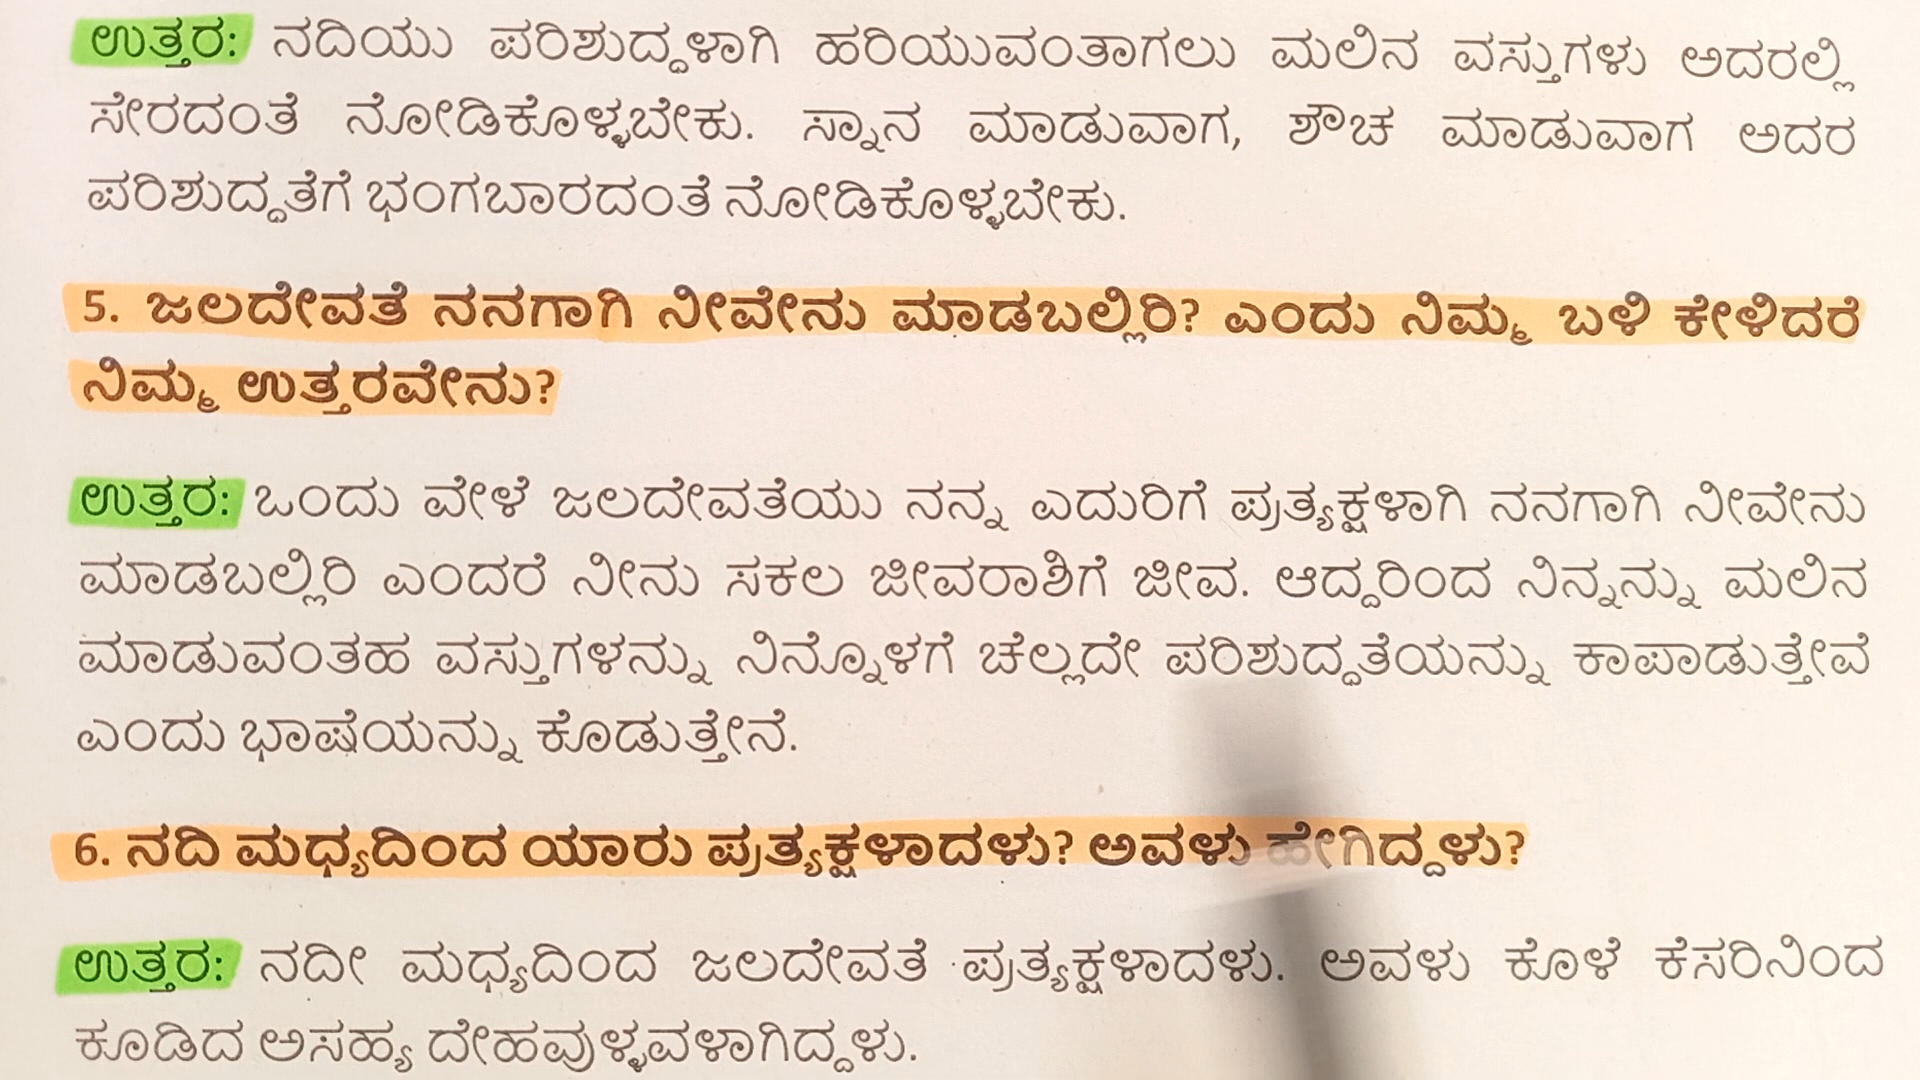 ಉತ್ತರ: ನದಿಯು ಪರಿಶುದ್ಧಳಾಗಿ ಹರಿಯುವಂತಾಗಲು ಮಲಿನ ವಸ್ತುಗಳು ಅದರಲ್ಲಿ
ಸೇರದಂತೆ ನೋಡಿಕೊಳ್ಳಬೇಕು. ಸ್ನಾನ ಮಾಡುವಾಗ, ಶೌಚ ಮಾಡುವಾಗ ಅದರ
ಪರಿಶುದ್ಧತೆಗೆ ಭಂಗಬಾರದಂತೆ ನೋಡಿಕೊಳ್ಳಬೇಕು.
5. ಜಲದೇವತೆ ನನಗಾಗಿ ನೀವೇನು ಮಾಡಬಲ್ಲಿರಿ? ಎಂದು ನಿಮ್ಮ ಬಳಿ ಕೇಳಿದರೆ
ನಿಮ್ಮ ಉತ್ತರವೇನು?
ಉತ್ತರ: ಒಂದು ವೇಳೆ ಜಲದೇವತೆಯು ನನ್ನ ಎದುರಿಗೆ ಪ್ರತ್ಯಕ್ಷಳಾಗಿ ನನಗಾಗಿ ನೀವೇನು
ಮಾಡಬಲ್ಲಿರಿ ಎಂದರೆ ನೀನು ಸಕಲ ಜೀವರಾಶಿಗೆ ಜೀವ. ಆದ್ದರಿಂದ ನಿನ್ನನ್ನು ಮಲಿನ
ಮಾಡುವಂತಹ ವಸ್ತುಗಳನ್ನು ನಿನ್ನೊಳಗೆ ಚೆಲ್ಲದೇ ಪರಿಶುದ್ಧತೆಯನ್ನು ಕಾಪಾಡುತ್ತೇವೆ
ಎಂದು ಭಾಷೆಯನ್ನು ಕೊಡುತ್ತೇನೆ.
6. ನದಿ ಮಧ್ಯದಿಂದ ಯಾರು ಪ್ರತ್ಯಕ್ಷಳಾದಳು? ಅವಳು ಹೇಗಿದ್ದಳು?
ಉತ್ತರ: ನದೀ ಮಧ್ಯದಿಂದ ಜಲದೇವತೆ ಪ್ರತ್ಯಕ್ಷಳಾದಳು. ಅವಳು ಕೊಳೆ ಕೆಸರಿನಿಂದ
ಕೂಡಿದ ಅಸಹ್ಯ ದೇಹವುಳ್ಳವಳಾಗಿದ್ದಳು.